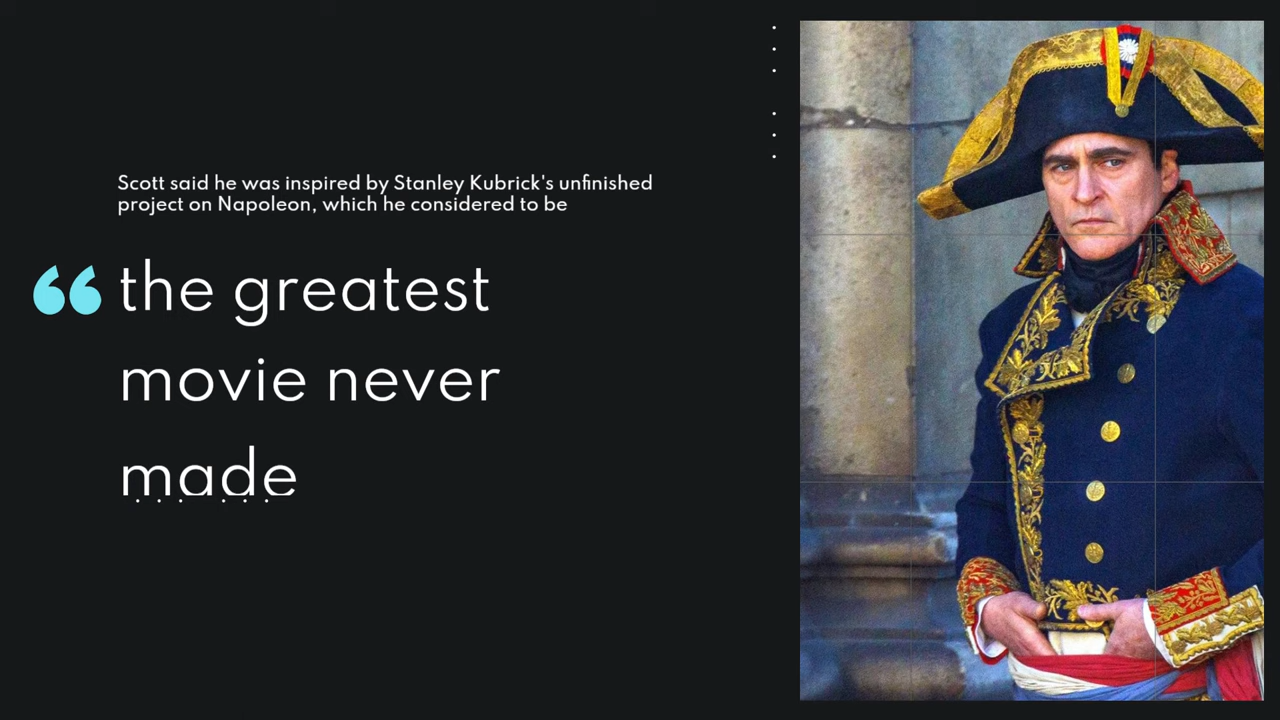 Scott said he was inspired by Stanley Kubrick's unfinished
project on Napoleon, which he considered to be
“ the greatest
movie never
made